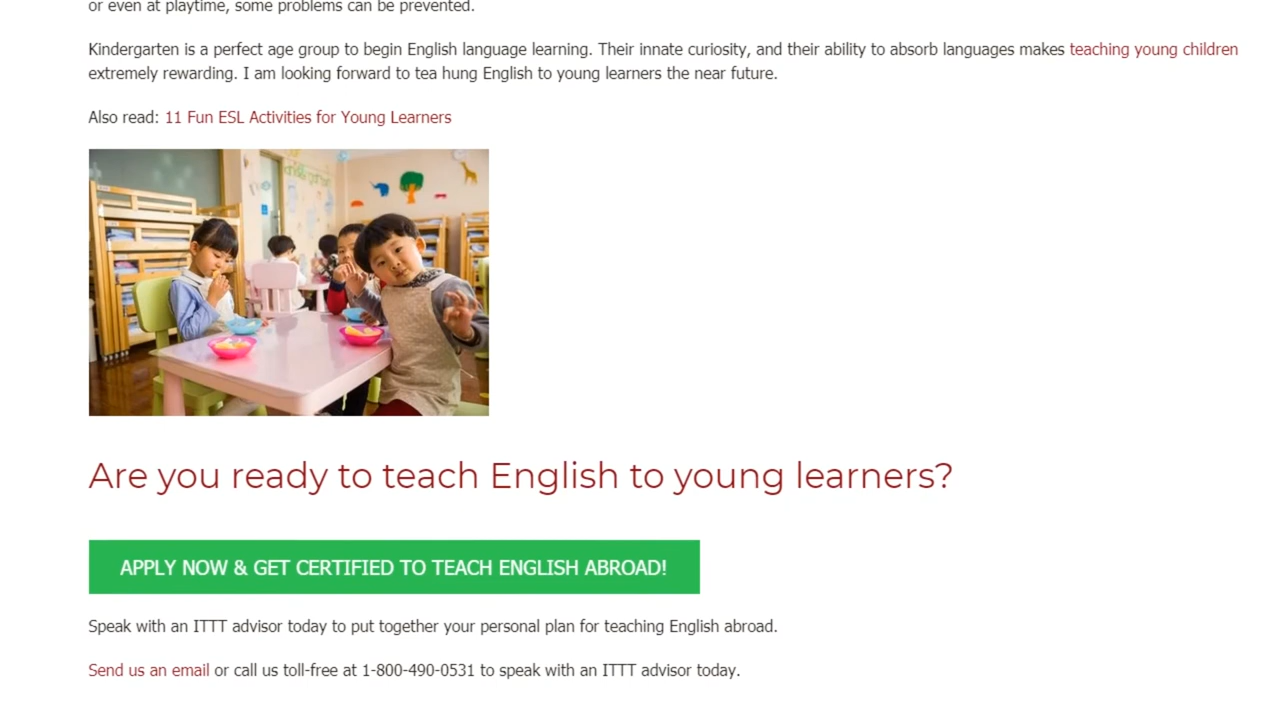 or even at playtime, some problems can be prevented.
Kindergarten is a perfect age group to begin English language learning. Their innate curiosity, and their ability to absorb languages makes teaching young children
extremely rewarding. I am looking forward to tea hung English to young learners the near future.
Also read: 11 Fun ESL Activities for Young Learners
Are you ready to teach English to young learners?
APPLY NOW & GET CERTIFIED TO TEACH ENGLISH ABROAD!
Speak with an ITTT advisor today to put together your personal plan for teaching English abroad.
Send us an email or call us toll-free at 1-800-490-0531 to speak with an ITTT advisor today.